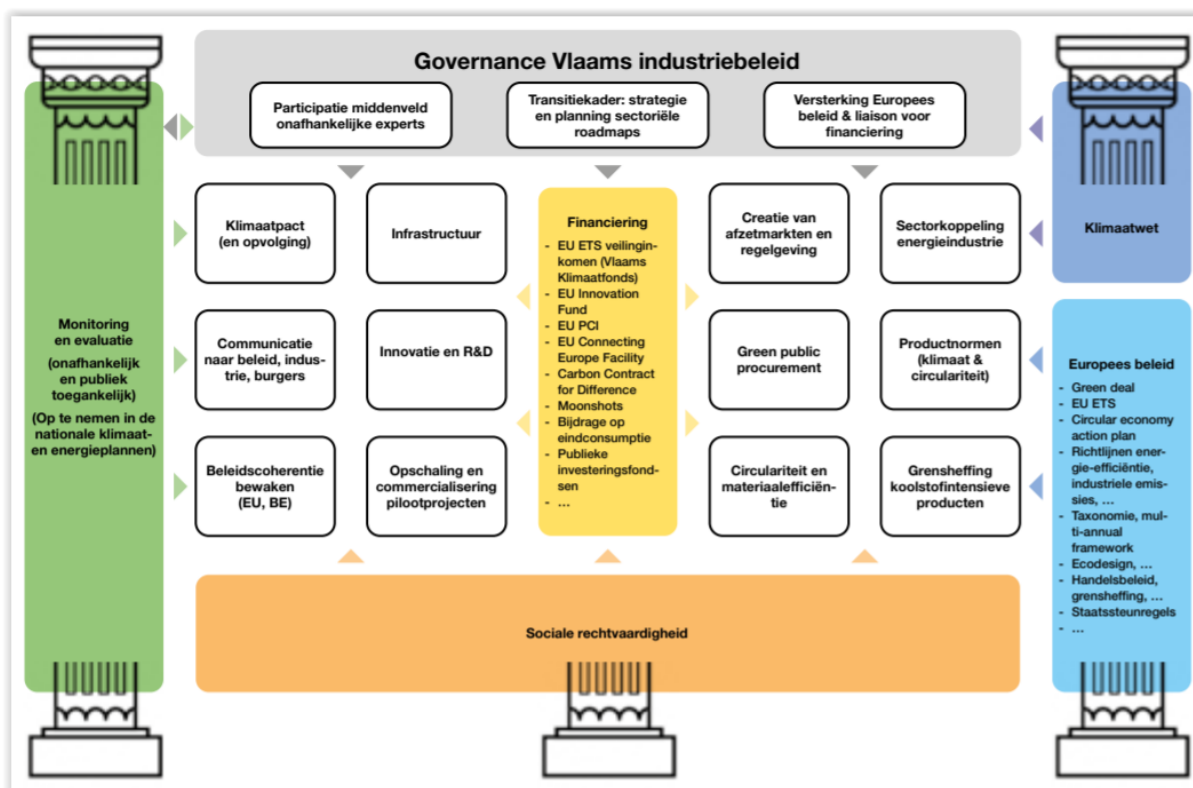 Governance Vlaams industriebeleid
Participatie middenveld
onafhankelijke experts
Transitiekader: strategie
en planning sectoriële
roadmaps
Versterking Europees
beleid & liaison voor
financiering
Klimaatpact
(en opvolging)
Infrastructuur
Financiering
- EU ETS veilingin-
komen (Vlaams
Klimaatfonds)
- EU Innovation
Fund
- EU PCI
- EU Connecting
Europe Facility
- Carbon Contract
for Difference
- Moonshots
- Bijdrage op
eindconsumptie
- Publieke
investeringsfond-
sen
- ...
Creatie van
afzetmarkten en
regelgeving
Sectorkoppeling
energieindustrie
Klimaatwet
Monitoring
en evaluatie
(onafhankelijk
en publiek
toegankelijk)
(Op te nemen in de
nationale klimaat-
en energieplannen)
Communicatie
naar beleid, indus-
trie, burgers
Innovatie en R&D
Green public
procurement
Productnormen
(klimaat &
circulariteit)
Europees beleid
- Green deal
- EU ETS
- Circular economy
action plan
- Richtlijnen ener-
gie-efficiëntie,
industriele emis-
sies, ...
- Taxonomie, mul-
ti-annual
framework
- Ecodesign, ...
- Handelsbeleid,
grensheffing, ...
- Staatssteunregels
- ...
Beleidscoherentie
bewaken
(EU, BE)
Opschaling en
commercialisering
pilootprojecten
Circulariteit en
materiaalefficiën-
tie
Grensheffing
koolstofintensieve
producten
Sociale rechtvaardigheid